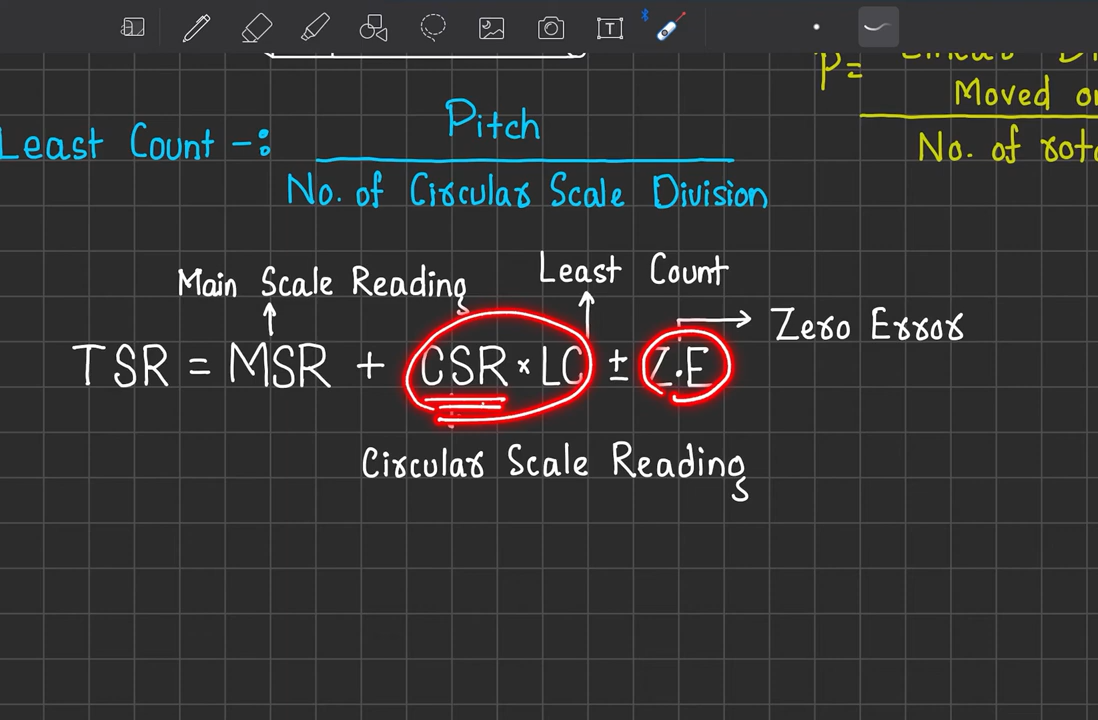 P=
Moved
No. of
Least Count -:
Pitch
No. of Circular Scale Division
Main Scale Reading
Least Count
Zero Error
TSR = MSR + CSR × LC ± Z.E
Circular Scale Reading